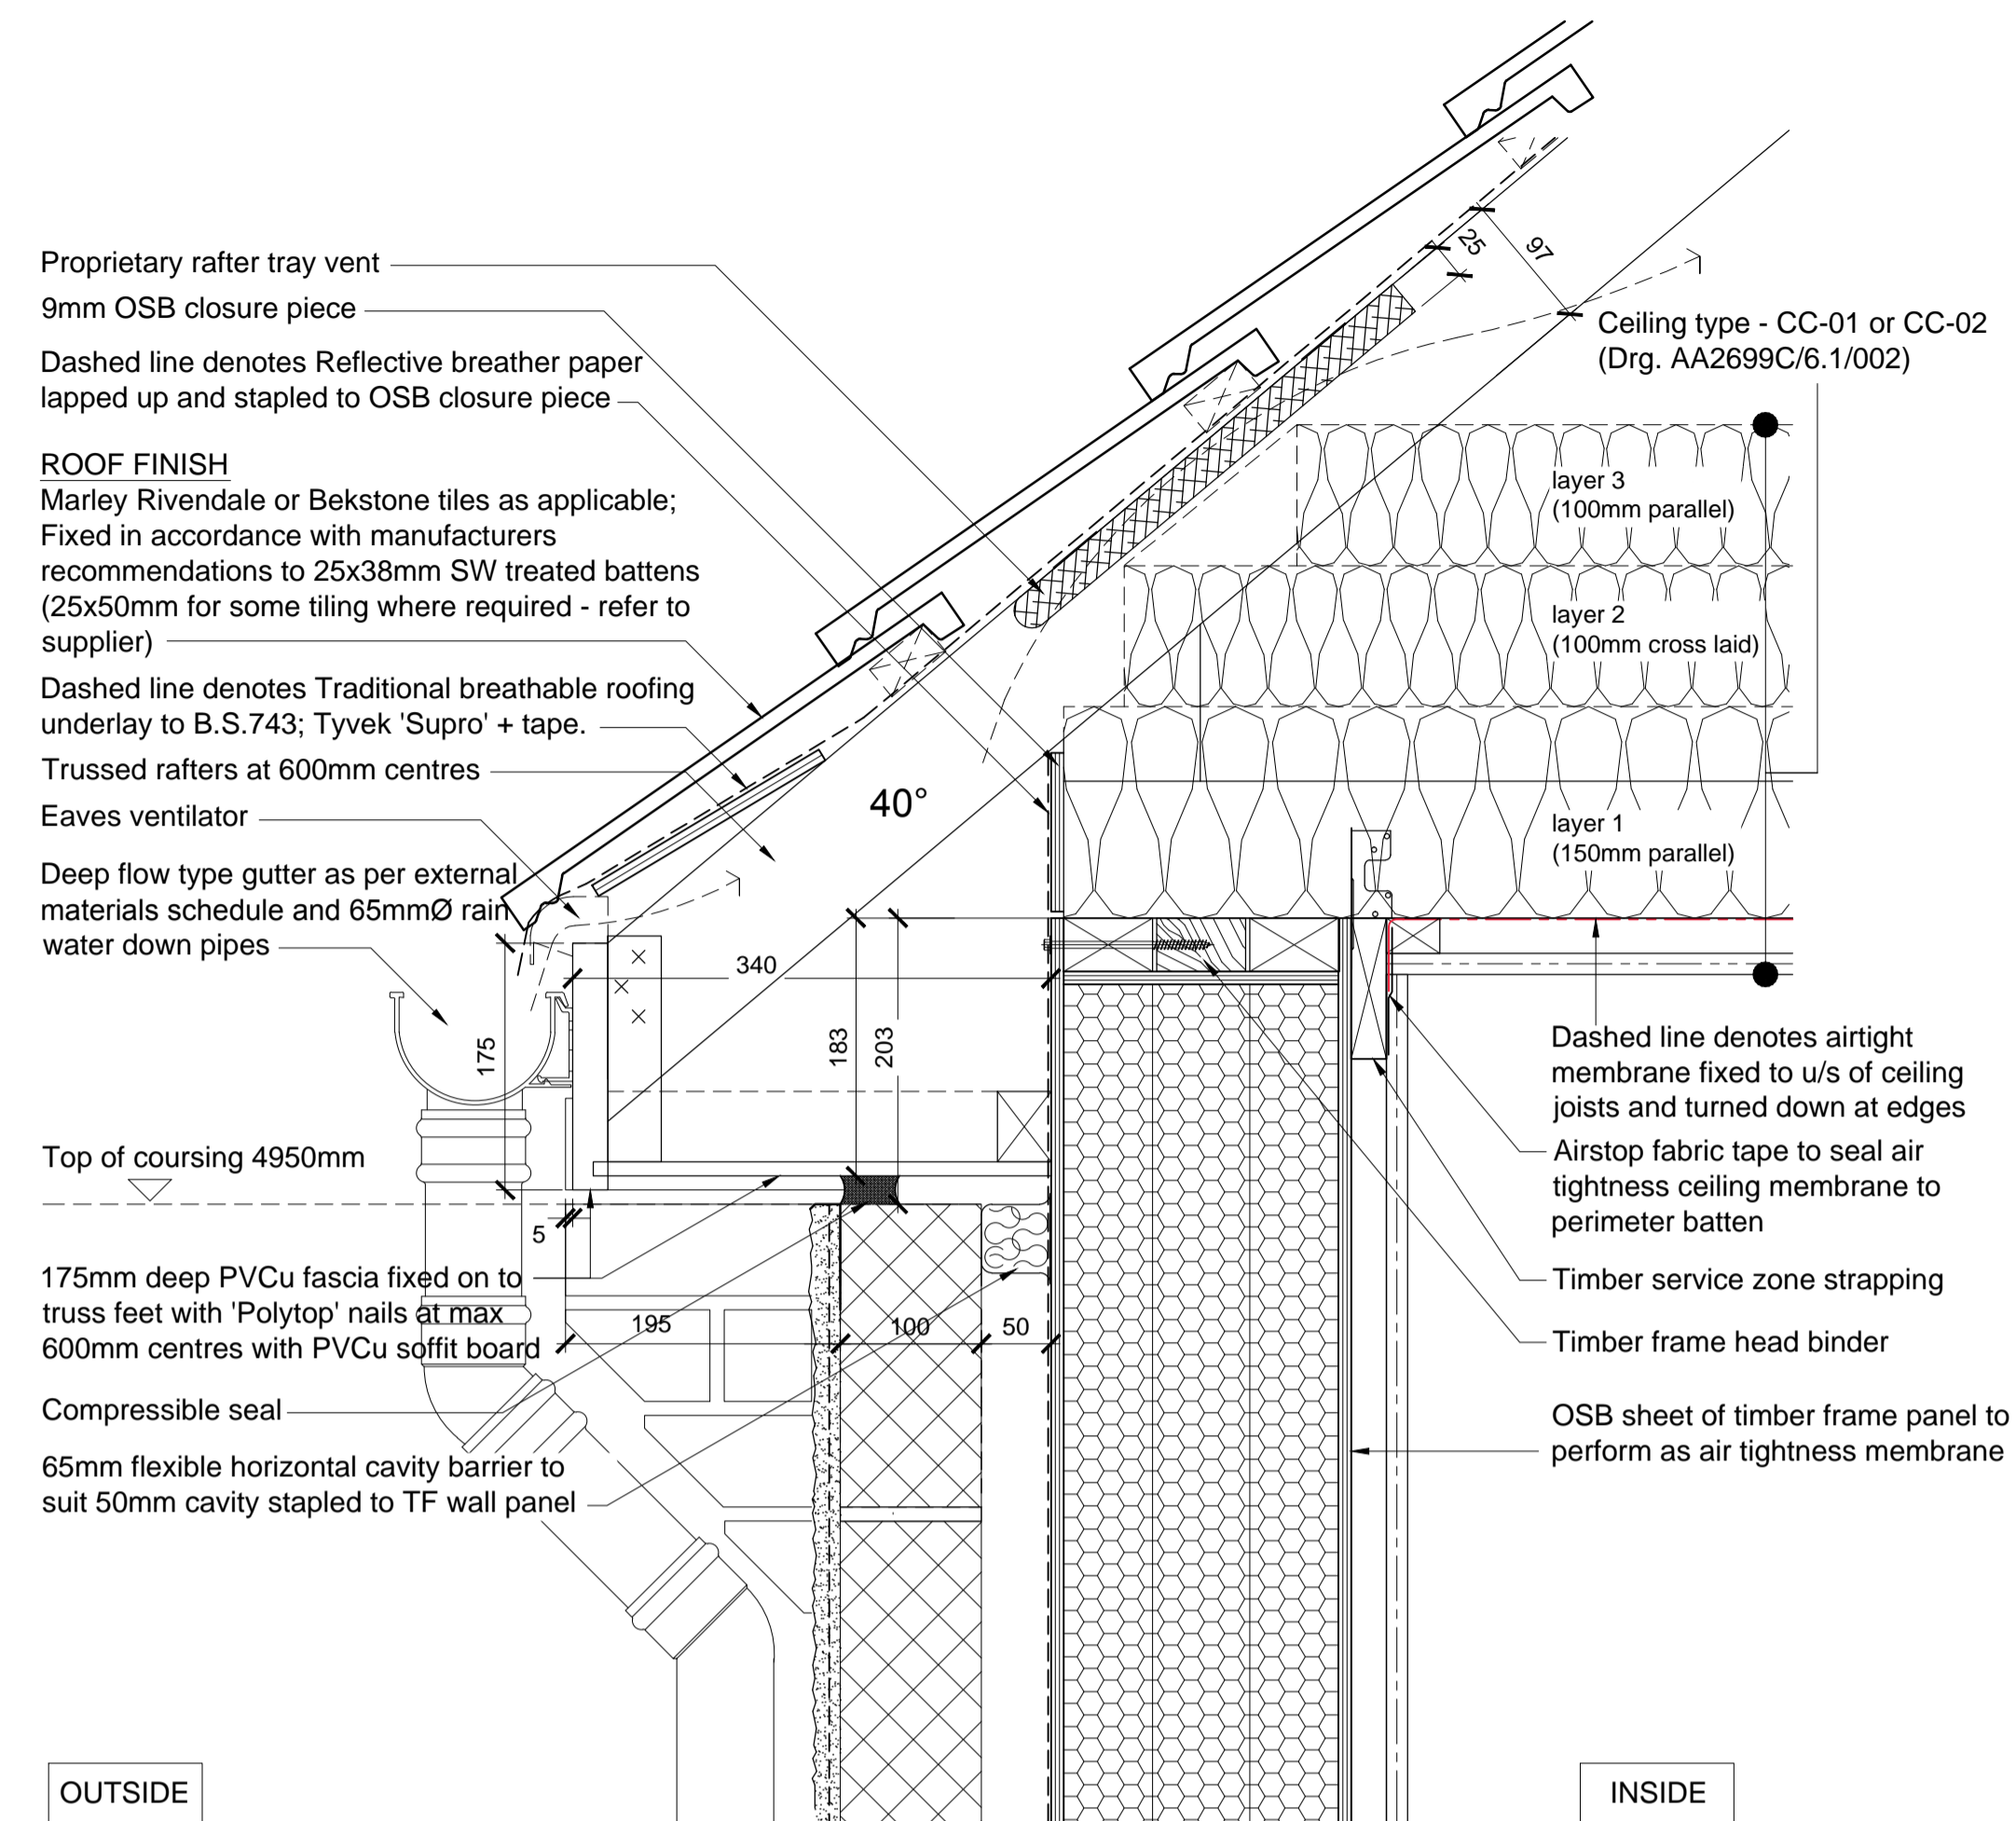 Proprietary rafter tray vent
9mm OSB closure piece
Dashed line denotes Reflective breather paper
lapped up and stapled to OSB closure piece
ROOF FINISH
Marley Rivendale or Bekstone tiles as applicable;
Fixed in accordance with manufacturers
recommendations to 25x38mm SW treated battens
(25x50mm for some tiling where required - refer to
supplier)
Dashed line denotes Traditional breathable roofing
underlay to B.S.743; Tyvek 'Supro' + tape.
Trussed rafters at 600mm centres
Eaves ventilator
Deep flow type gutter as per external
materials schedule and 65mmØ rain
water down pipes
Top of coursing 4950mm
175mm deep PVCu fascia fixed on to
truss feet with 'Polytop' nails at max
600mm centres with PVCu soffit board
Compressible seal
65mm flexible horizontal cavity barrier to
suit 50mm cavity stapled to TF wall panel
OUTSIDE
25
97
40°
340
175
183
203
5
195
100
50
Ceiling type - CC-01 or CC-02
(Drg. AA2699C/6.1/002)
layer 3
(100mm parallel)
layer 2
(100mm cross laid)
layer 1
(150mm parallel)
Dashed line denotes airtight
membrane fixed to u/s of ceiling
joists and turned down at edges
Airstop fabric tape to seal air
tightness ceiling membrane to
perimeter batten
Timber service zone strapping
Timber frame head binder
OSB sheet of timber frame panel to
perform as air tightness membrane
INSIDE